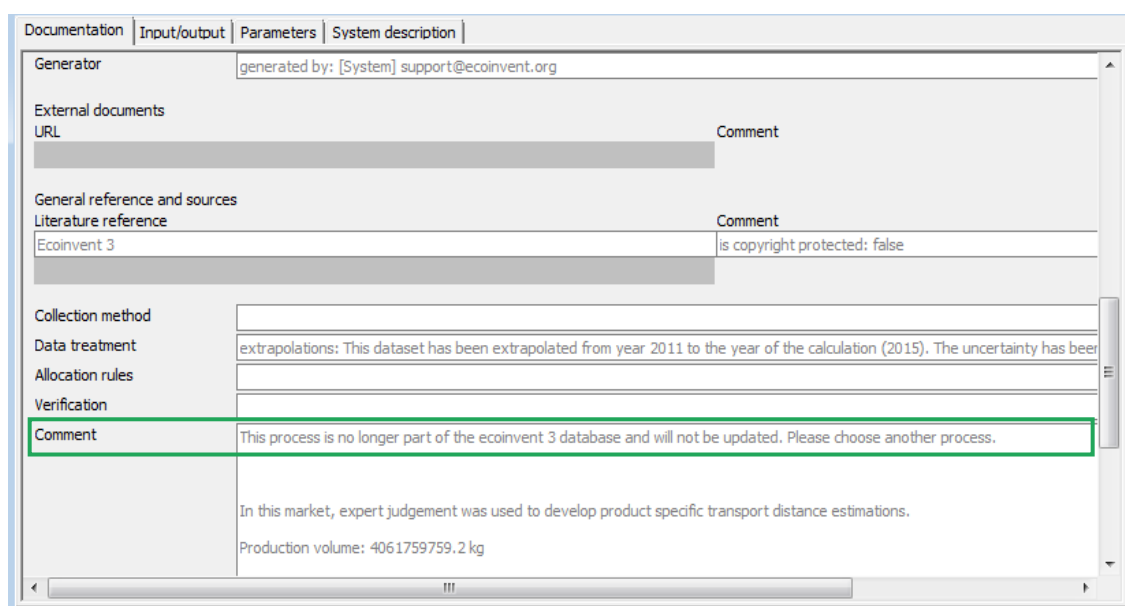 Documentation Input/output Parameters System description
Generator generated by: [System] support@ecoinvent.org
External documents
URL Comment
General reference and sources
Literature reference Comment
Ecoinvent 3 is copyright protected: false
Collection method
Data treatment extrapolations: This dataset has been extrapolated from year 2011 to the year of the calculation (2015). The uncertainty has been
Allocation rules
Verification
Comment This process is no longer part of the ecoinvent 3 database and will not be updated. Please choose another process.
In this market, expert judgement was used to develop product specific transport distance estimations.
Production volume: 4061759759.2 kg